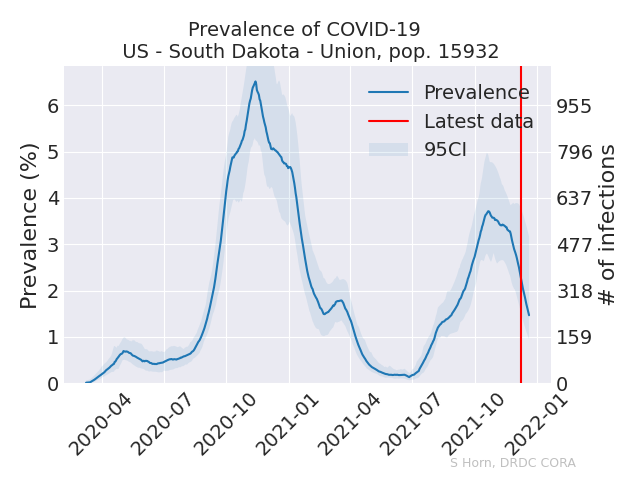 Prevalence of COVID-19
US - South Dakota - Union, pop. 15932
Prevalence
Latest data
95CI
Prevalence (%)
6
5
4
3
2
1
0
955
796
637
477
318
159
0
# of infections
2020-04
2020-07
2020-10
2021-01
2021-04
2021-07
2021-10
2022-01
S Horn, DRDC CORA